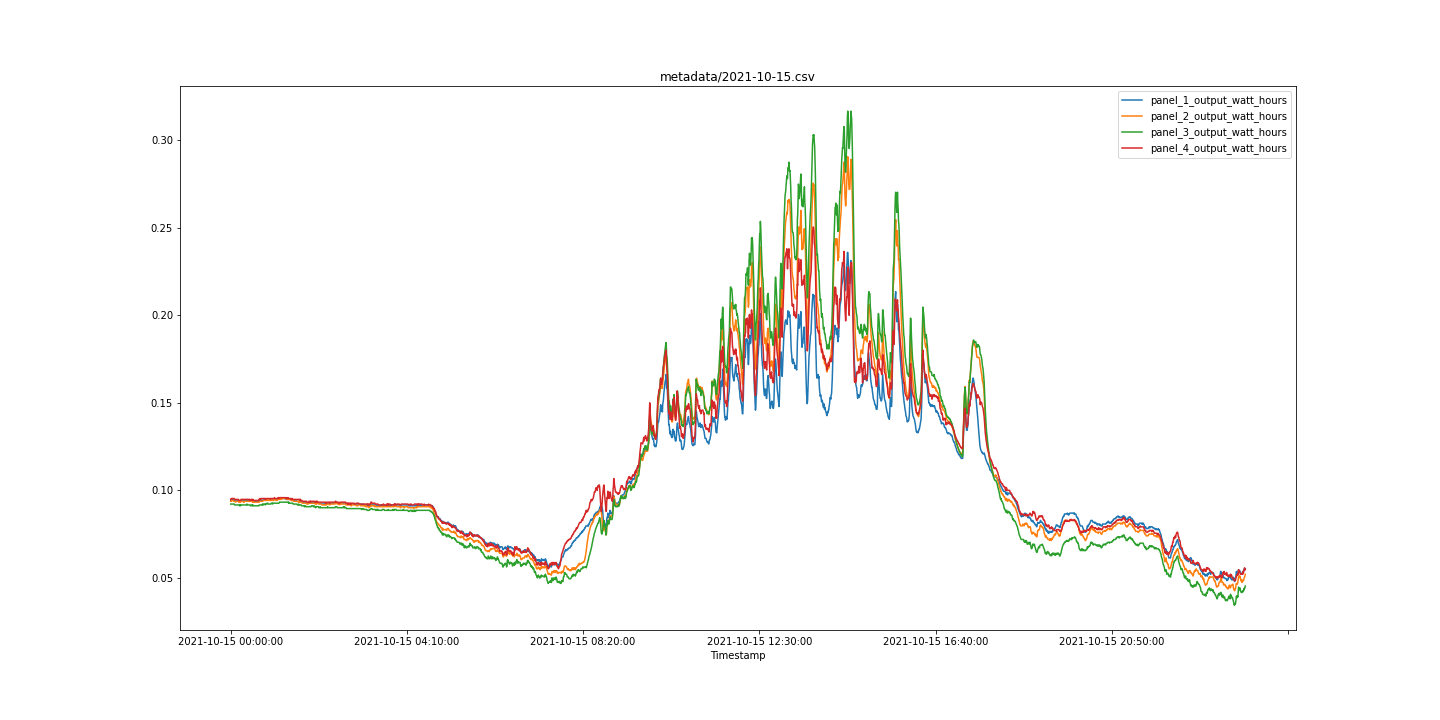 metadata/2021-10-15.csv
panel_1_output_watt_hours
panel_2_output_watt_hours
panel_3_output_watt_hours
panel_4_output_watt_hours
0.30
0.25
0.20
0.15
0.10
0.05
2021-10-15 00:00:00 2021-10-15 04:10:00 2021-10-15 08:20:00 2021-10-15 12:30:00 2021-10-15 16:40:00 2021-10-15 20:50:00
Timestamp